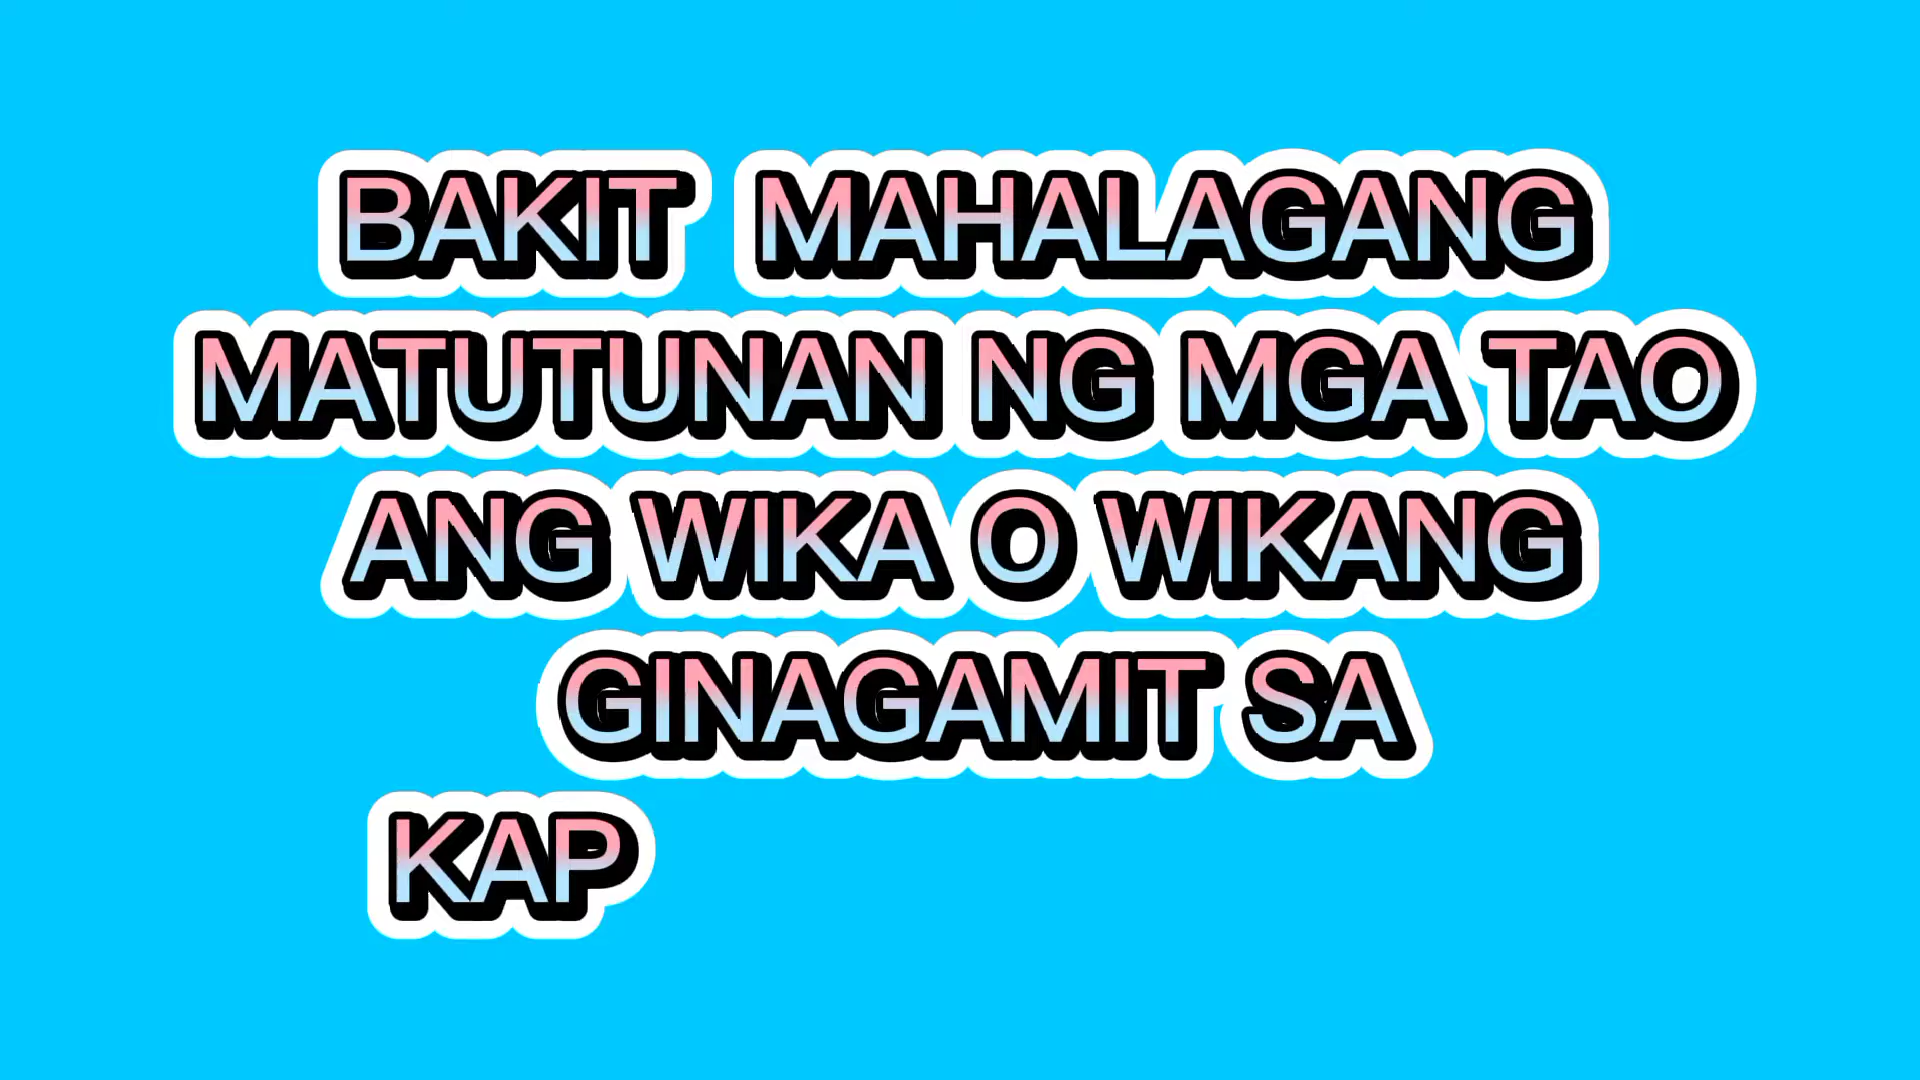 BAKIT MAHALAGANG
MATUTUNAN NG MGA TAO
ANG WIKA O WIKANG
GINAGAMIT SA
KAP